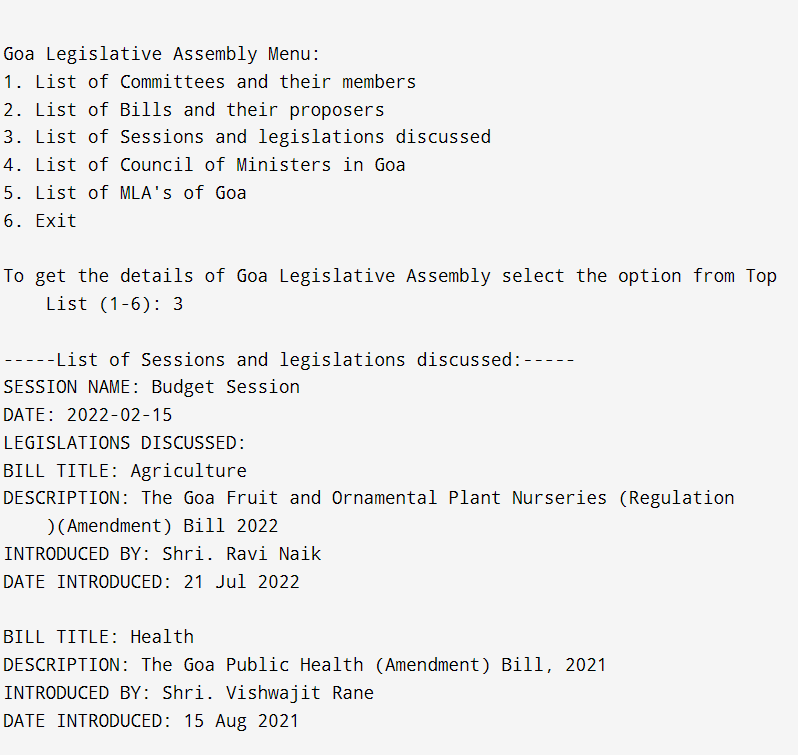 Goa Legislative Assembly Menu:
1. List of Committees and their members
2. List of Bills and their proposers
3. List of Sessions and legislations discussed
4. List of Council of Ministers in Goa
5. List of MLA's of Goa
6. Exit
To get the details of Goa Legislative Assembly select the option from Top
List (1-6): 3
-----List of Sessions and legislations discussed:-----
SESSION NAME: Budget Session
DATE: 2022-02-15
LEGISLATIONS DISCUSSED:
BILL TITLE: Agriculture
DESCRIPTION: The Goa Fruit and Ornamental Plant Nurseries (Regulation
)(Amendment) Bill 2022
INTRODUCED BY: Shri. Ravi Naik
DATE INTRODUCED: 21 Jul 2022
BILL TITLE: Health
DESCRIPTION: The Goa Public Health (Amendment) Bill, 2021
INTRODUCED BY: Shri. Vishwajit Rane
DATE INTRODUCED: 15 Aug 2021